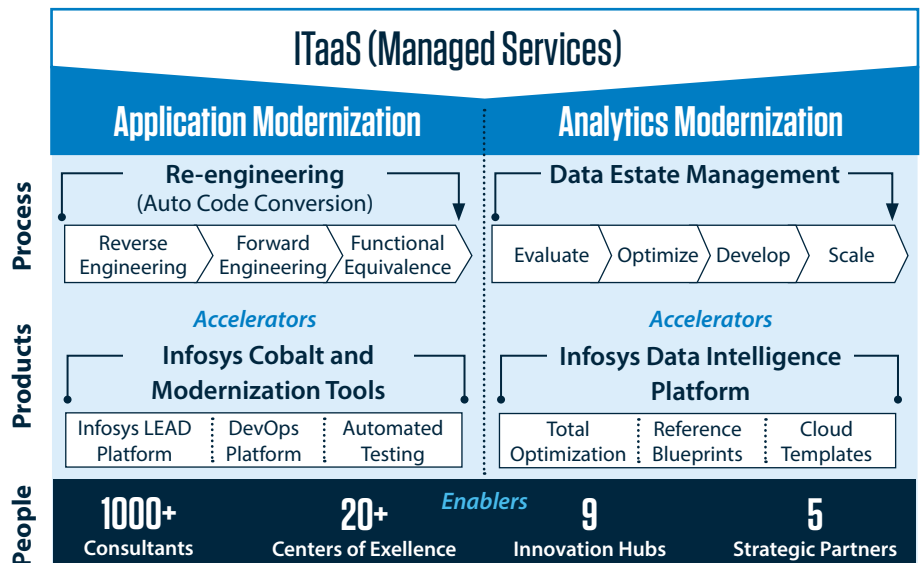 ITaaS (Managed Services)
Application Modernization
Analytics Modernization
Process
Re-engineering
(Auto Code Conversion)
Reverse
Engineering
Forward
Engineering
Functional
Equivalence
Data Estate Management
Evaluate
Optimize
Develop
Scale
Products
Accelerators
Infosys Cobalt and
Modernization Tools
Infosys LEAD
Platform
DevOps
Platform
Automated
Testing
Accelerators
Infosys Data Intelligence
Platform
Total
Optimization
Reference
Blueprints
Cloud
Templates
People
Enablers
1000+
Consultants
20+
Centers of Exellence
9
Innovation Hubs
5
Strategic Partners